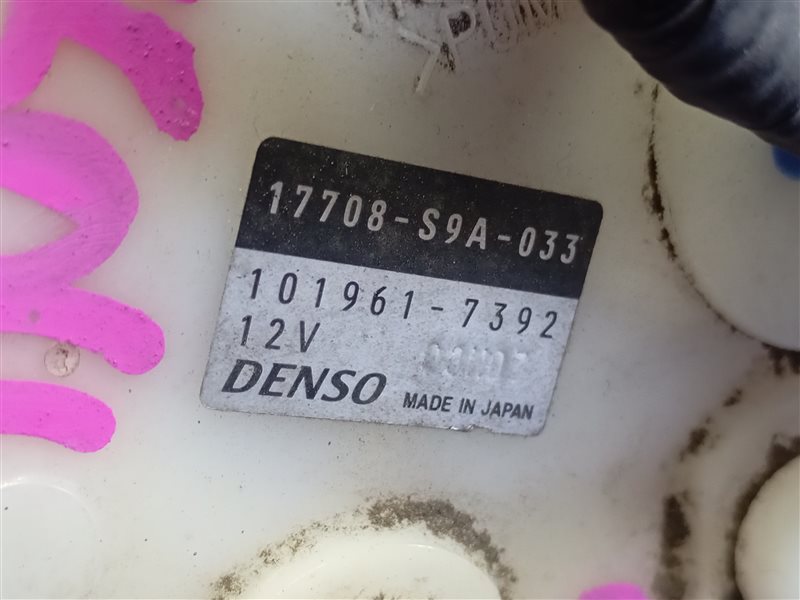 17708-S9A-033
101961-7392
12V
DENSO MADE IN JAPAN